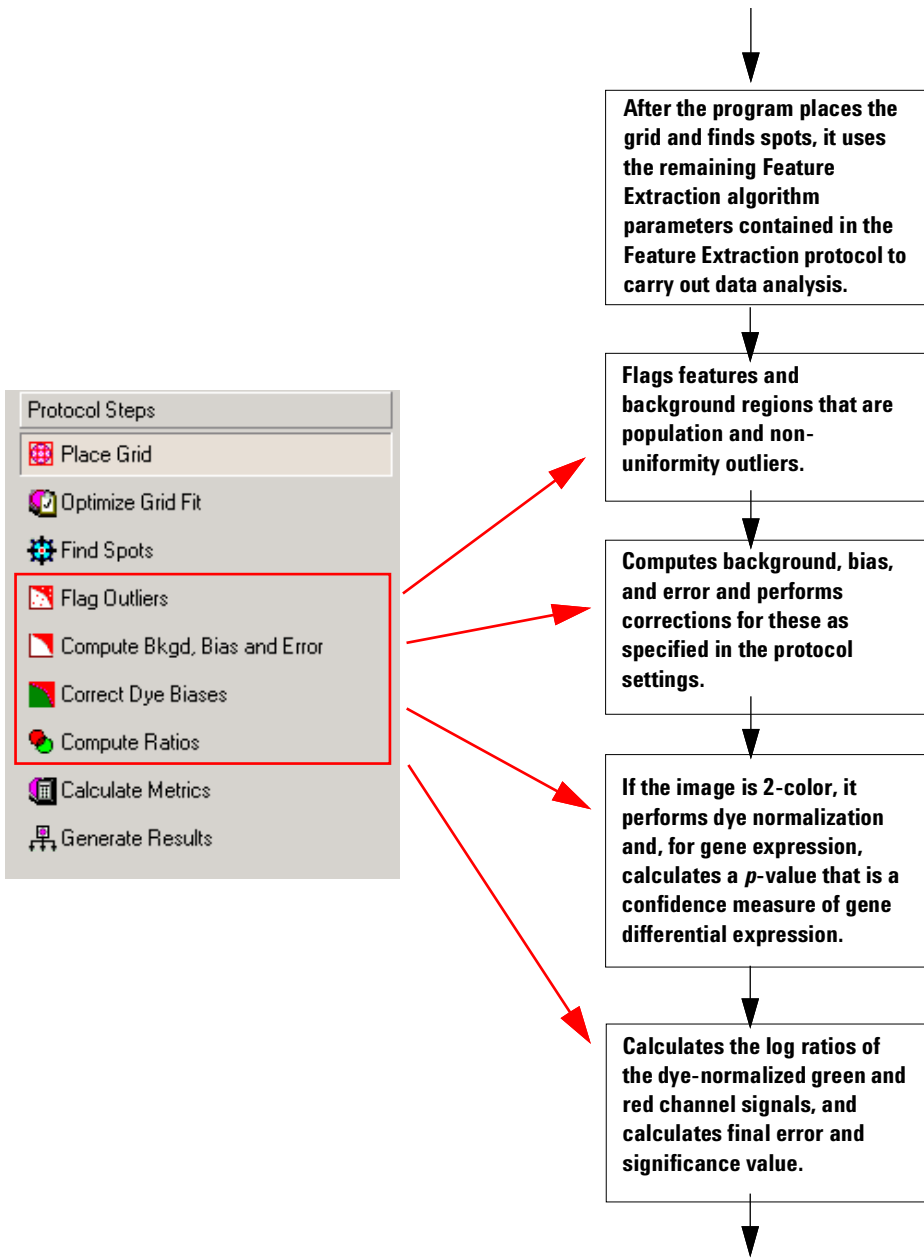 After the program places the
grid and finds spots, it uses
the remaining Feature
Extraction algorithm
parameters contained in the
Feature Extraction protocol to
carry out data analysis.
Flags features and
background regions that are
population and non-
uniformity outliers.
Computes background, bias,
and error and performs
corrections for these as
specified in the protocol
settings.
If the image is 2-color, it
performs dye normalization
and, for gene expression,
calculates a p-value that is a
confidence measure of gene
differential expression.
Calculates the log ratios of
the dye-normalized green and
red channel signals, and
calculates final error and
significance value.
Protocol Steps
Place Grid
Optimize Grid Fit
Find Spots
Flag Outliers
Compute Bkgd, Bias and Error
Correct Dye Biases
Compute Ratios
Calculate Metrics
Generate Results